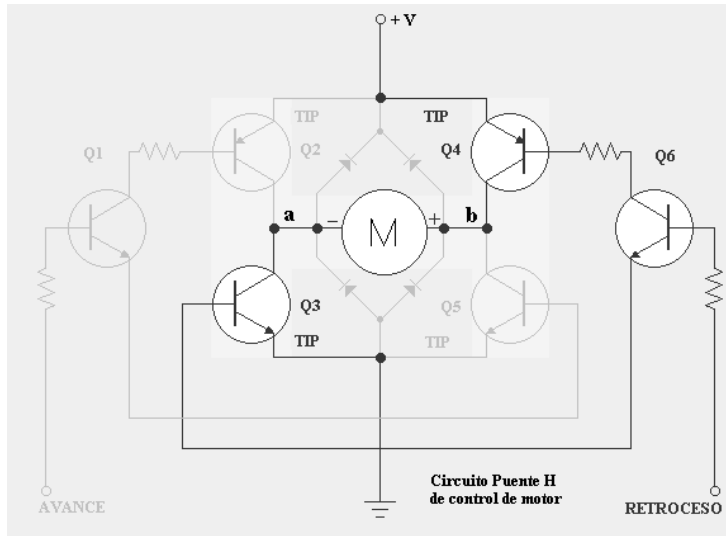 + V
TIP
TIP
Q1
Q2
Q4
Q6
a
−
M
+
b
Q3
Q5
TIP
TIP
Circuito Puente H
de control de motor
AVANCE
RETROCESO